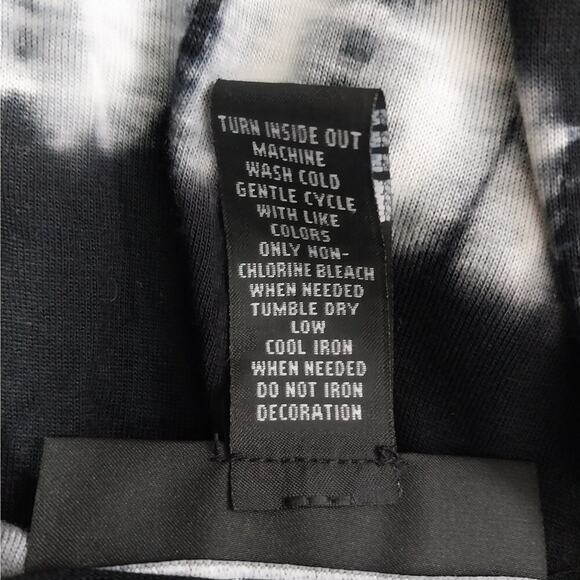 TURN INSIDE OUT
MACHINE
WASH COLD
GENTLE CYCLE
WITH LIKE
COLORS
ONLY NON-
CHLORINE BLEACH
WHEN NEEDED
TUMBLE DRY
LOW
COOL IRON
WHEN NEEDED
DO NOT IRON
DECORATION